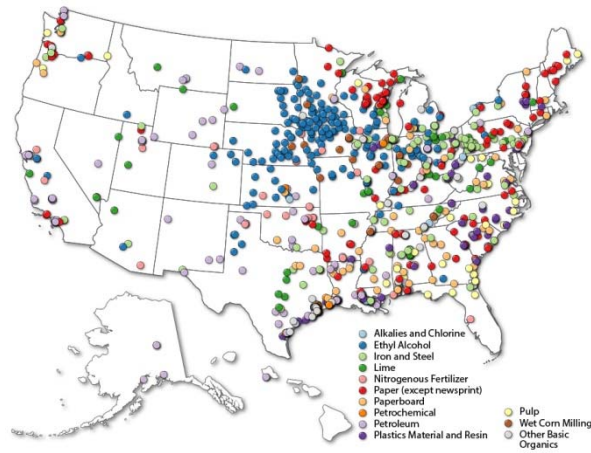 Alkalies and Chlorine
Ethyl Alcohol
Iron and Steel
Lime
Nitrogenous Fertilizer
Paper (except newsprint)
Paperboard
Petrochemical
Petroleum
Plastics Material and Resin
Pulp
Wet Corn Milling
Other Basic
Organics